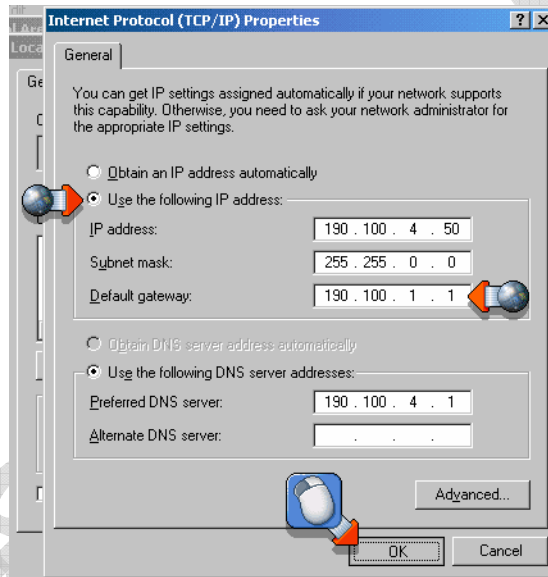 Internet Protocol (TCP/IP) Properties
General
You can get IP settings assigned automatically if your network supports
this capability. Otherwise, you need to ask your network administrator for
the appropriate IP settings.
Obtain an IP address automatically
Use the following IP address:
IP address: 190 . 100 . 4 . 50
Subnet mask: 255 . 255 . 0 . 0
Default gateway: 190 . 100 . 1 . 1
Obtain DNS server address automatically
Use the following DNS server addresses:
Preferred DNS server: 190 . 100 . 4 . 1
Alternate DNS server: . . .
Advanced...
OK
Cancel